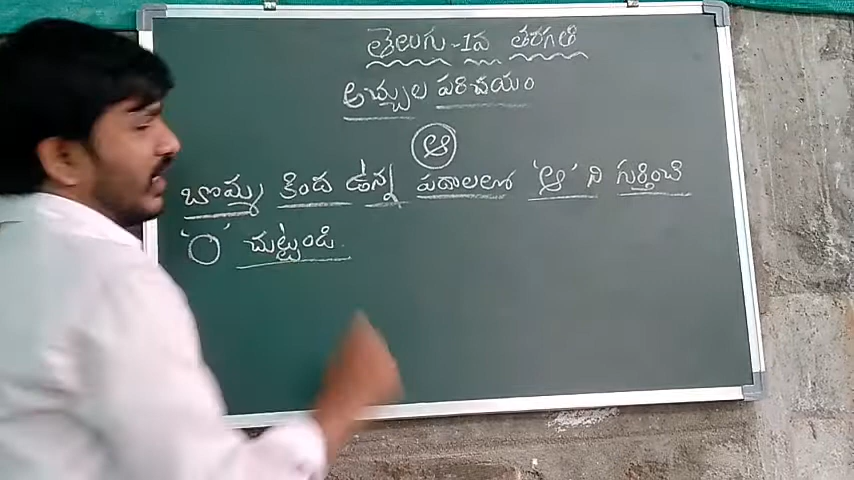 తెలుగు -1వ తరగతి
అచ్చుల పరిచయం
ఆ
బొమ్మ కింద ఉన్న పదాలలో 'ఆ' ని గుర్తించి
'○' చుట్టండి.